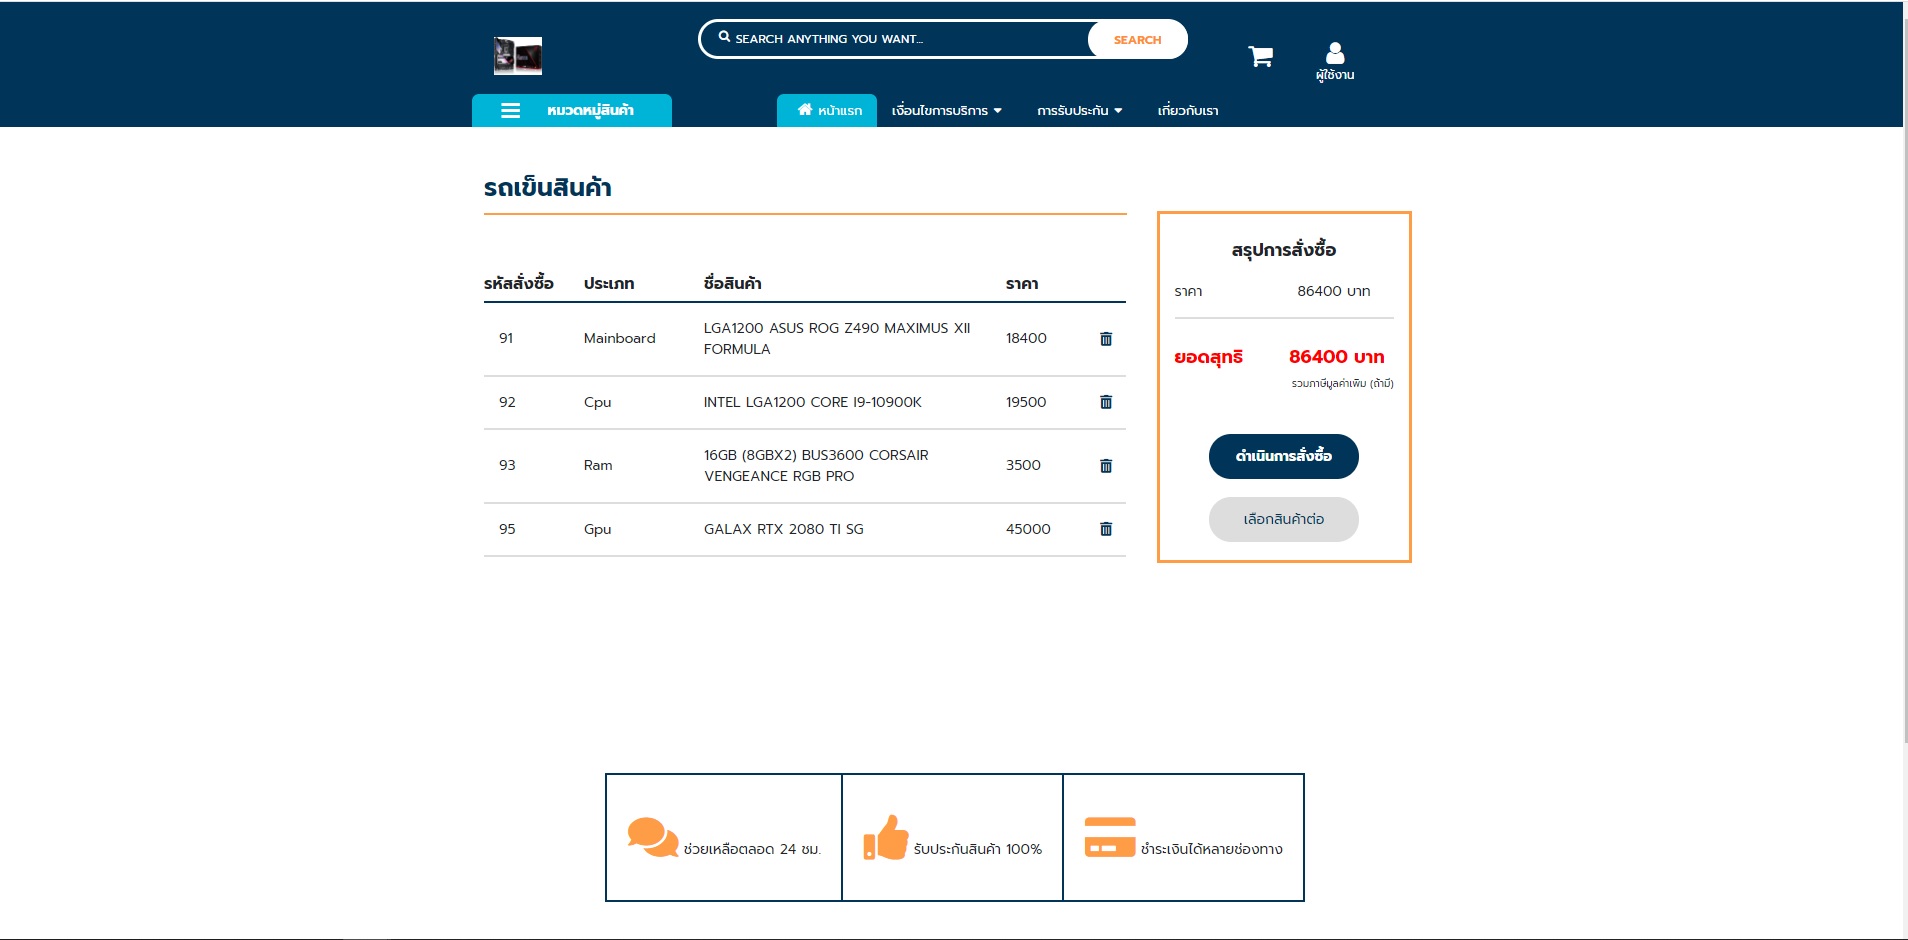 SEARCH ANYTHING YOU WANT...
SEARCH
ผู้ใช้งาน
หมวดหมู่สินค้า
หน้าแรก
เงื่อนไขการบริการ
การรับประกัน
เกี่ยวกับเรา
รถเข็นสินค้า
รหัสสั่งซื้อ ประเภท ชื่อสินค้า ราคา
91 Mainboard LGA1200 ASUS ROG Z490 MAXIMUS XII 18400
FORMULA
92 Cpu INTEL LGA1200 CORE I9-10900K 19500
93 Ram 16GB (8GBX2) BUS3600 CORSAIR 3500
VENGEANCE RGB PRO
95 Gpu GALAX RTX 2080 TI SG 45000
สรุปการสั่งซื้อ
ราคา 86400 บาท
ยอดสุทธิ 86400 บาท
รวมภาษีมูลค่าเพิ่ม (ถ้ามี)
ดำเนินการสั่งซื้อ
เลือกสินค้าต่อ
ช่วยเหลือตลอด 24 ชม.
รับประกันสินค้า 100%
ชำระเงินได้หลายช่องทาง